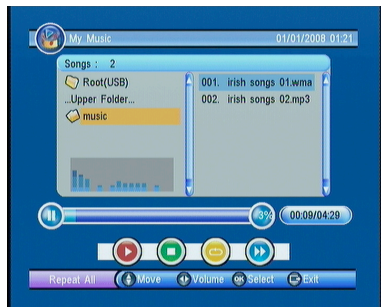 My Music 01/01/2008 01:21
Songs : 2
Root(USB)
...Upper Folder...
music
001. irish songs 01.wma
002. irish songs 02.mp3
3% 00:09/04:29
Repeat All Move Volume OK Select Exit